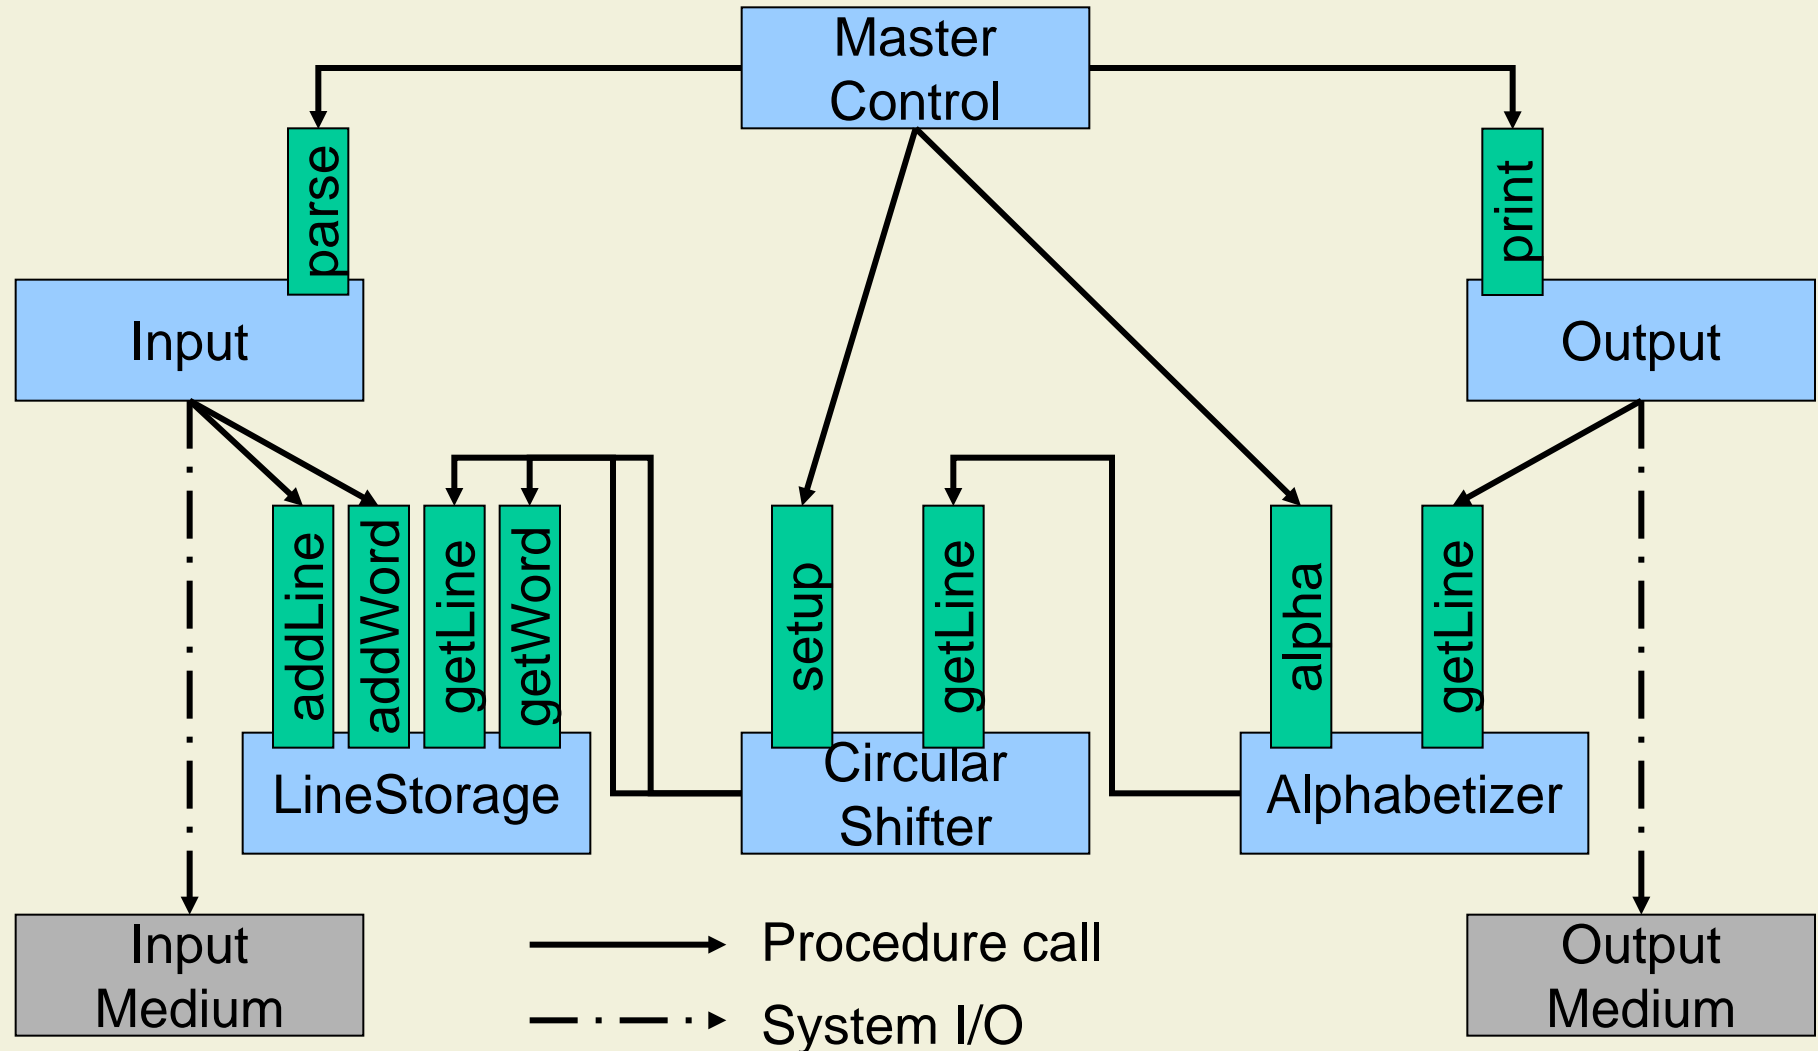 Master
Control
parse
print
Input
Output
addLine
addWord
getLine
getWord
setup
getLine
alpha
getLine
LineStorage
Circular
Shifter
Alphabetizer
Input
Medium
Procedure call
System I/O
Output
Medium